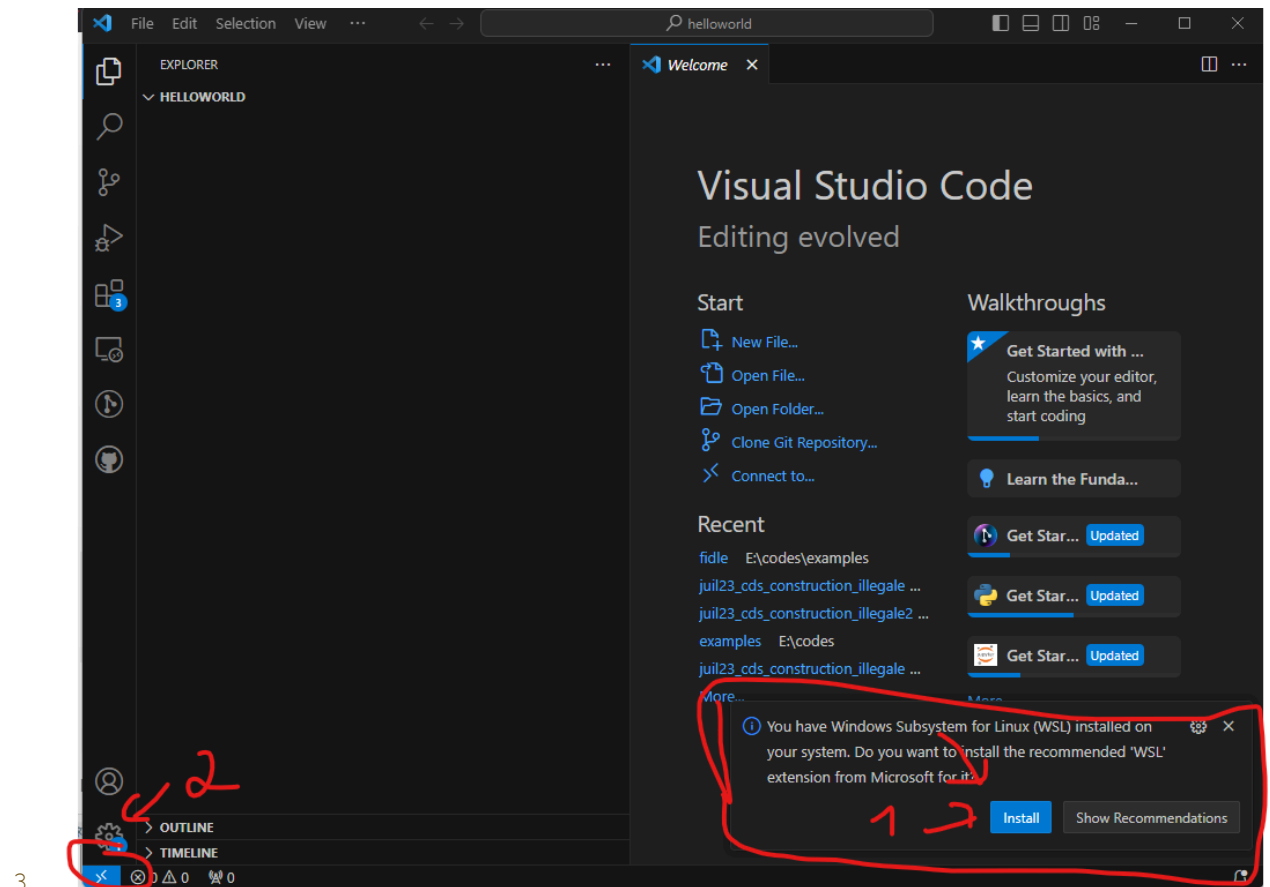 File Edit Selection View ··· helloworld
EXPLORER ···
Welcome ···
HELLOWORLD
Visual Studio Code
Editing evolved
3
Start
New File...
Open File...
Open Folder...
Clone Git Repository...
Connect to...
Walkthroughs
Get Started with ...
Customize your editor,
learn the basics, and
start coding
Learn the Funda...
Get Star... Updated
Get Star... Updated
Get Star... Updated
More...
Recent
fidle E:\codes\examples
juil23_cds_construction_illegale ...
juil23_cds_construction_illegale2 ...
examples E:\codes
juil23_cds_construction_illegale ...
More...
You have Windows Subsystem for Linux (WSL) installed on
your system. Do you want to install the recommended 'WSL'
extension from Microsoft for it?
1 Install Show Recommendations
2
OUTLINE
TIMELINE
0 0 0
3